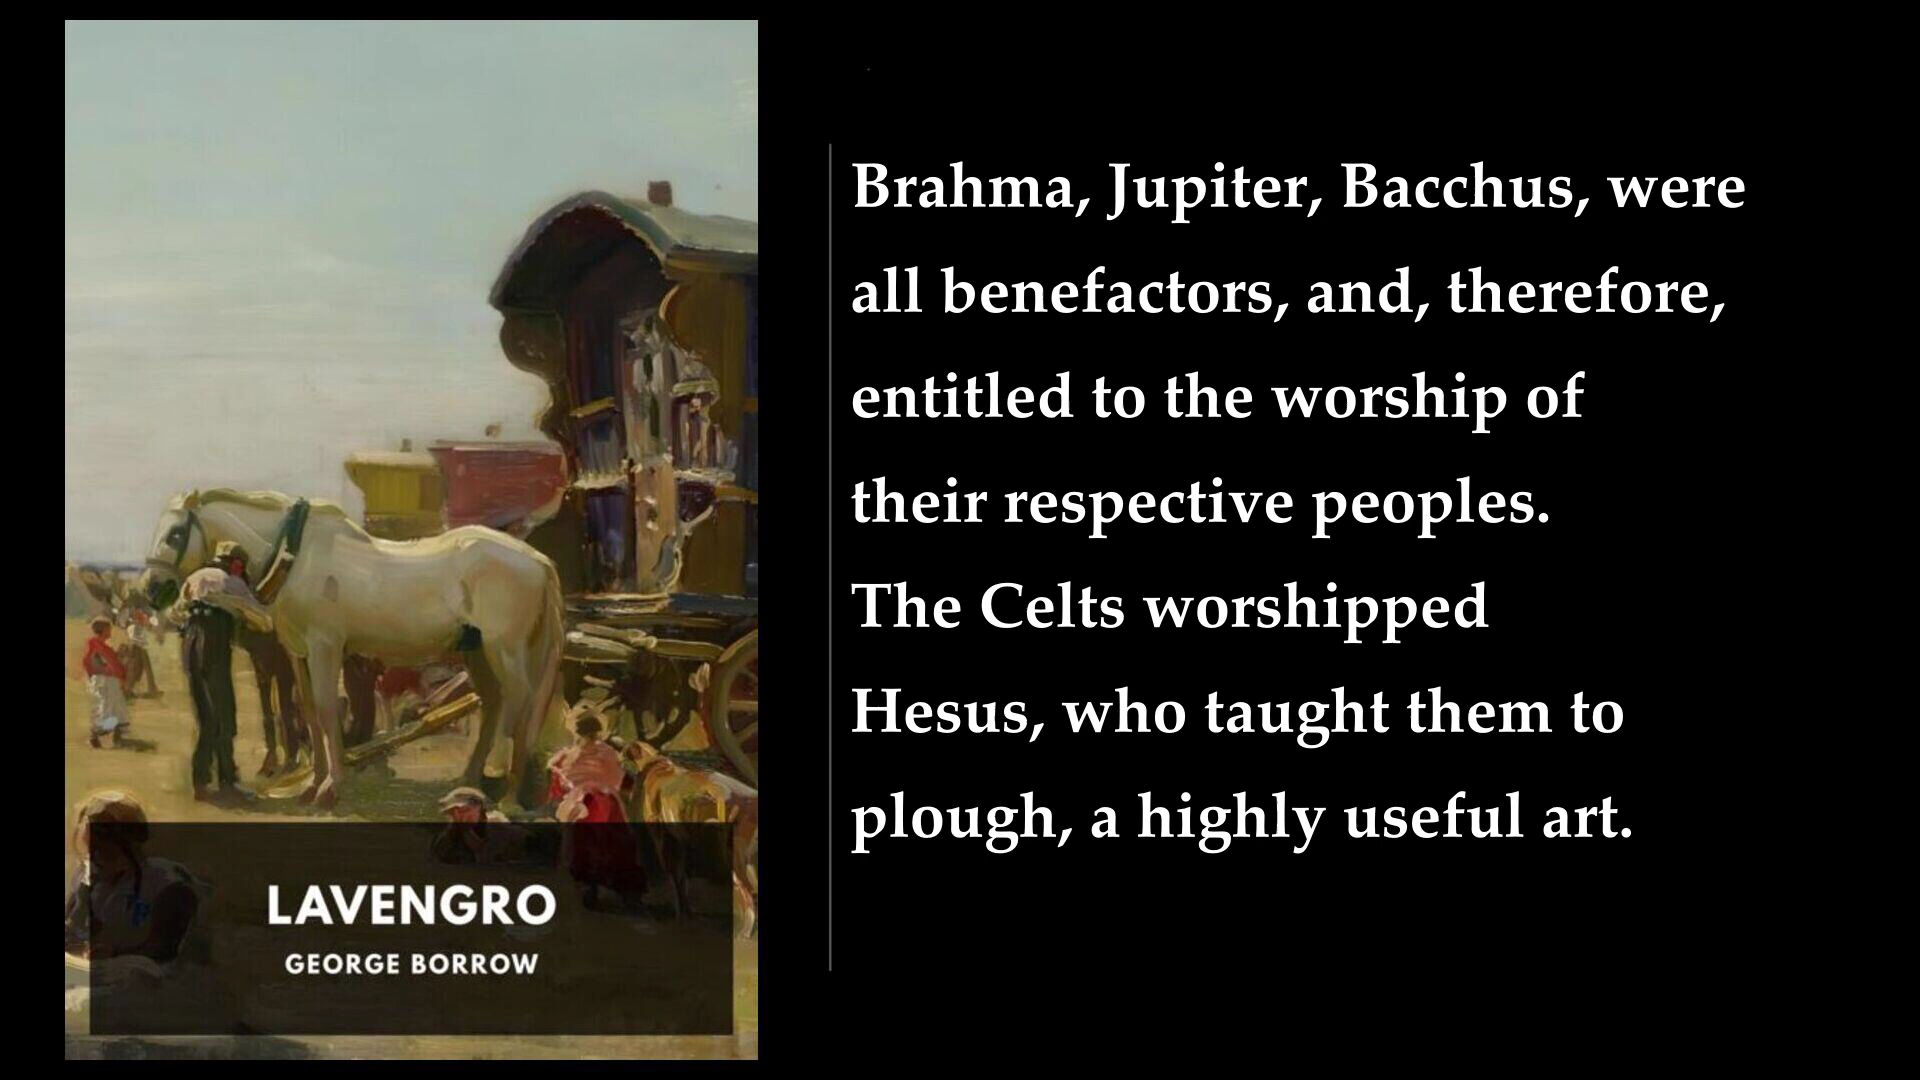 LAVENGRO
GEORGE BORROW
Brahma, Jupiter, Bacchus, were
all benefactors, and, therefore,
entitled to the worship of
their respective peoples.
The Celts worshipped
Hesus, who taught them to
plough, a highly useful art.